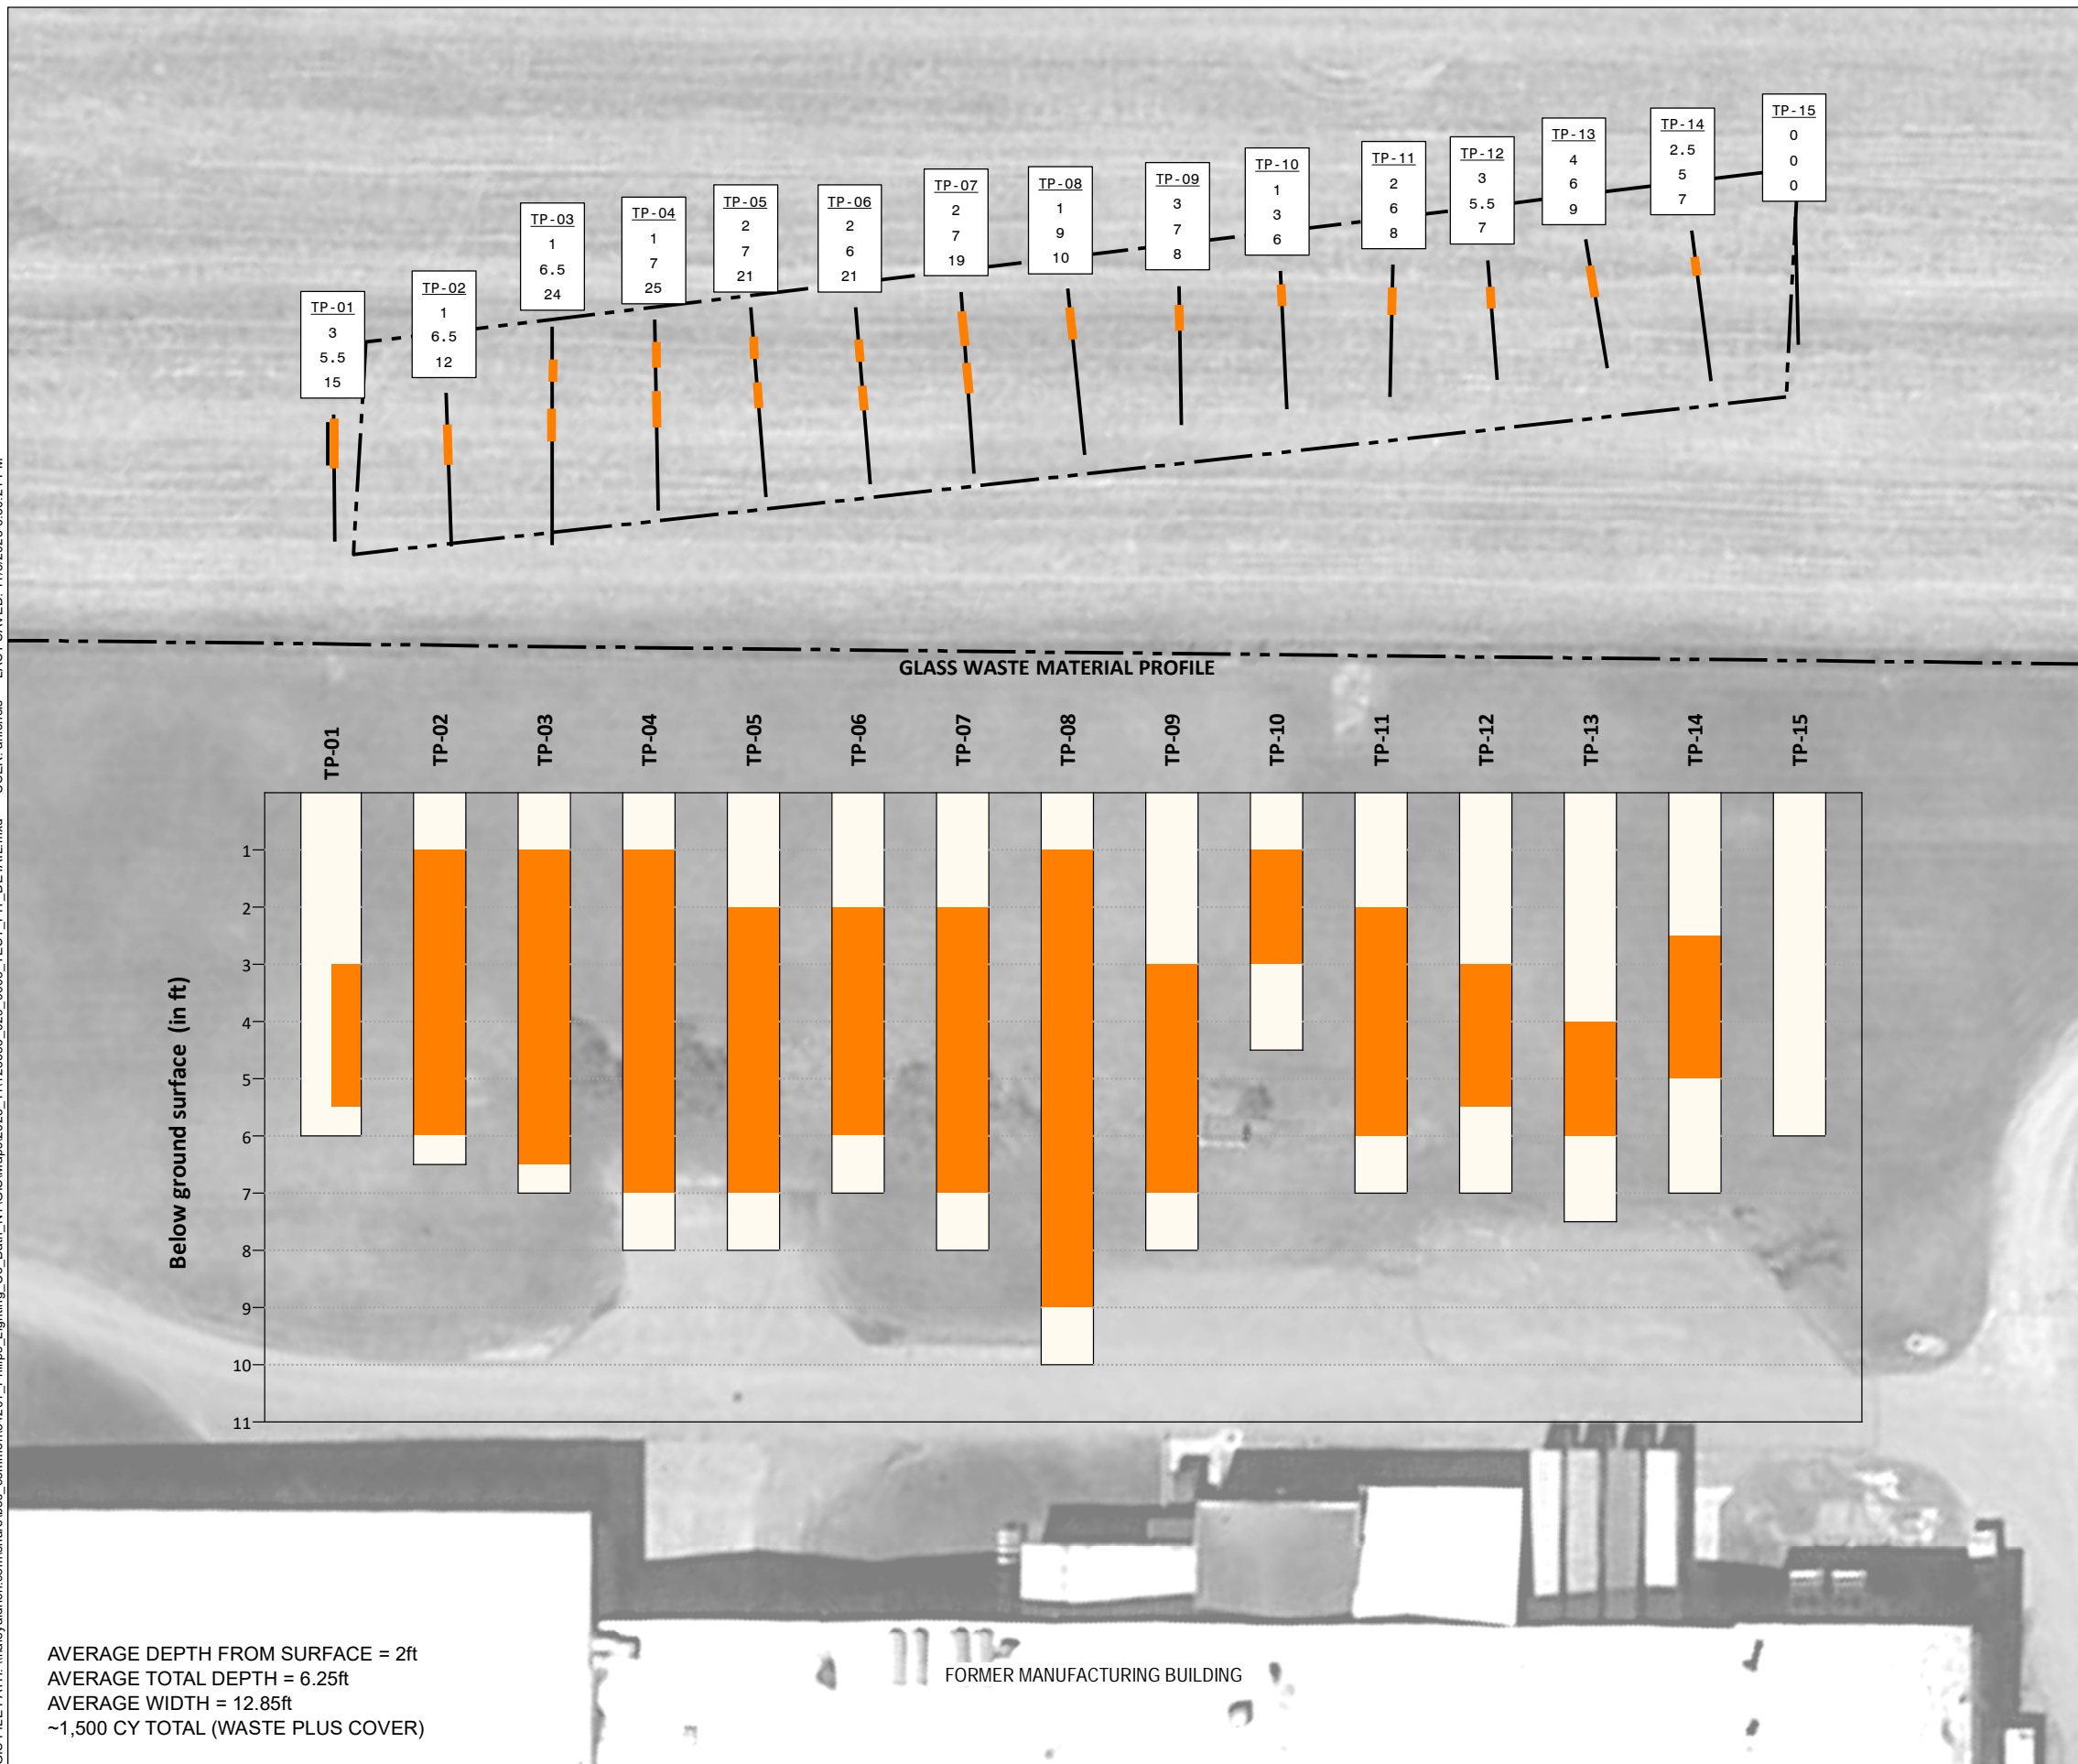 TP-01
3
5.5
15
TP-02
1
6.5
12
TP-03
1
6.5
24
TP-04
1
7
25
TP-05
2
7
21
TP-06
2
6
21
TP-07
2
7
19
TP-08
1
9
10
TP-09
3
7
8
TP-10
1
3
6
TP-11
2
6
8
TP-12
3
5.5
7
TP-13
4
6
9
TP-14
2.5
5
7
TP-15
0
0
0
GLASS WASTE MATERIAL PROFILE
TP-01
TP-02
TP-03
TP-04
TP-05
TP-06
TP-07
TP-08
TP-09
TP-10
TP-11
TP-12
TP-13
TP-14
TP-15
Below ground surface (in ft)
1
2
3
4
5
6
7
8
9
10
11
AVERAGE DEPTH FROM SURFACE = 2ft
AVERAGE TOTAL DEPTH = 6.25ft
AVERAGE WIDTH = 12.85ft
~1,500 CY TOTAL (WASTE PLUS COVER)
FORMER MANUFACTURING BUILDING